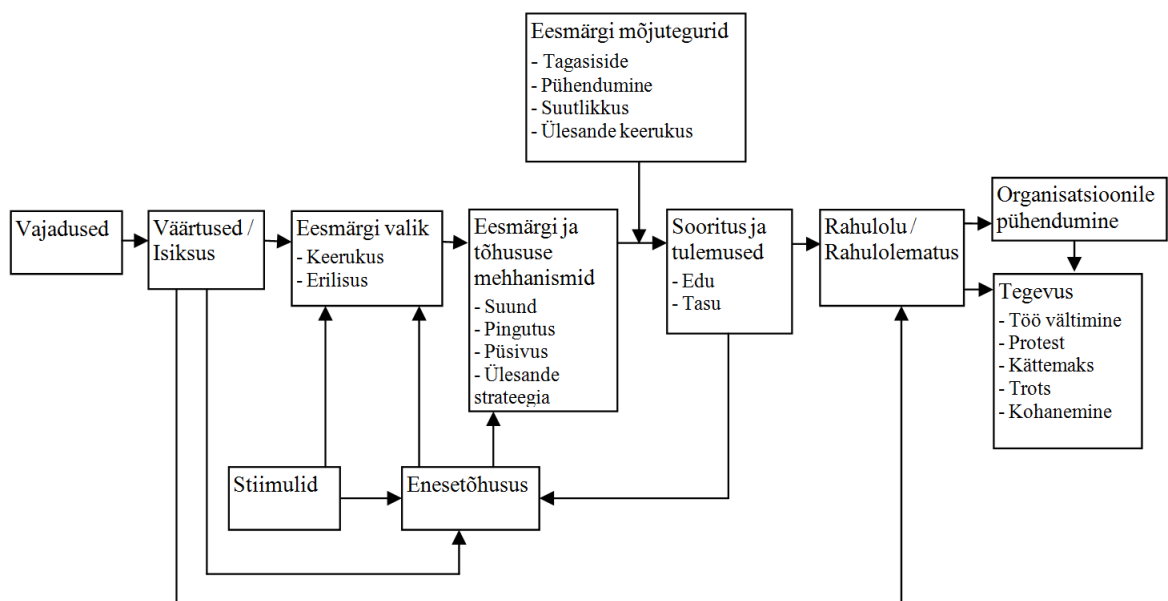 Eesmärgi mõjutegurid
- Tagasiside
- Pühendumine
- Suutlikkus
- Ülesande keerukus
Vajadused
Väärtused /
Isiksus
Eesmärgi valik
- Keerukus
- Erilisus
Eesmärgi ja
tõhususe
mehhanismid
- Suund
- Pingutus
- Püsivus
- Ülesande
strateegia
Sooritus ja
tulemused
- Edu
- Tasu
Rahulolu /
Rahulolematus
Organisatsioonile
pühendumine
Tegevus
- Töö vältimine
- Protest
- Kättemaks
- Trots
- Kohanemine
Stiimulid
Enesetõhusus